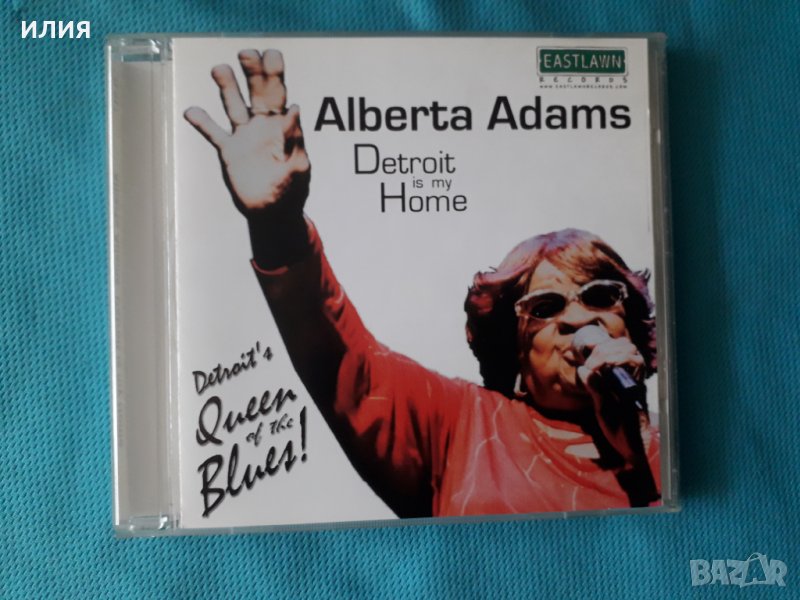 илия
EASTLAWN
RECORDS
WWW.EASTLAWNRECORDS.COM
Alberta Adams
Detroit
is my
Home
Detroit's
Queen
of the
Blues!
BAZAR